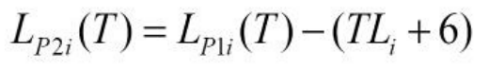 L_{P2i}(T) = L_{P1i}(T) − (TL_i + 6)